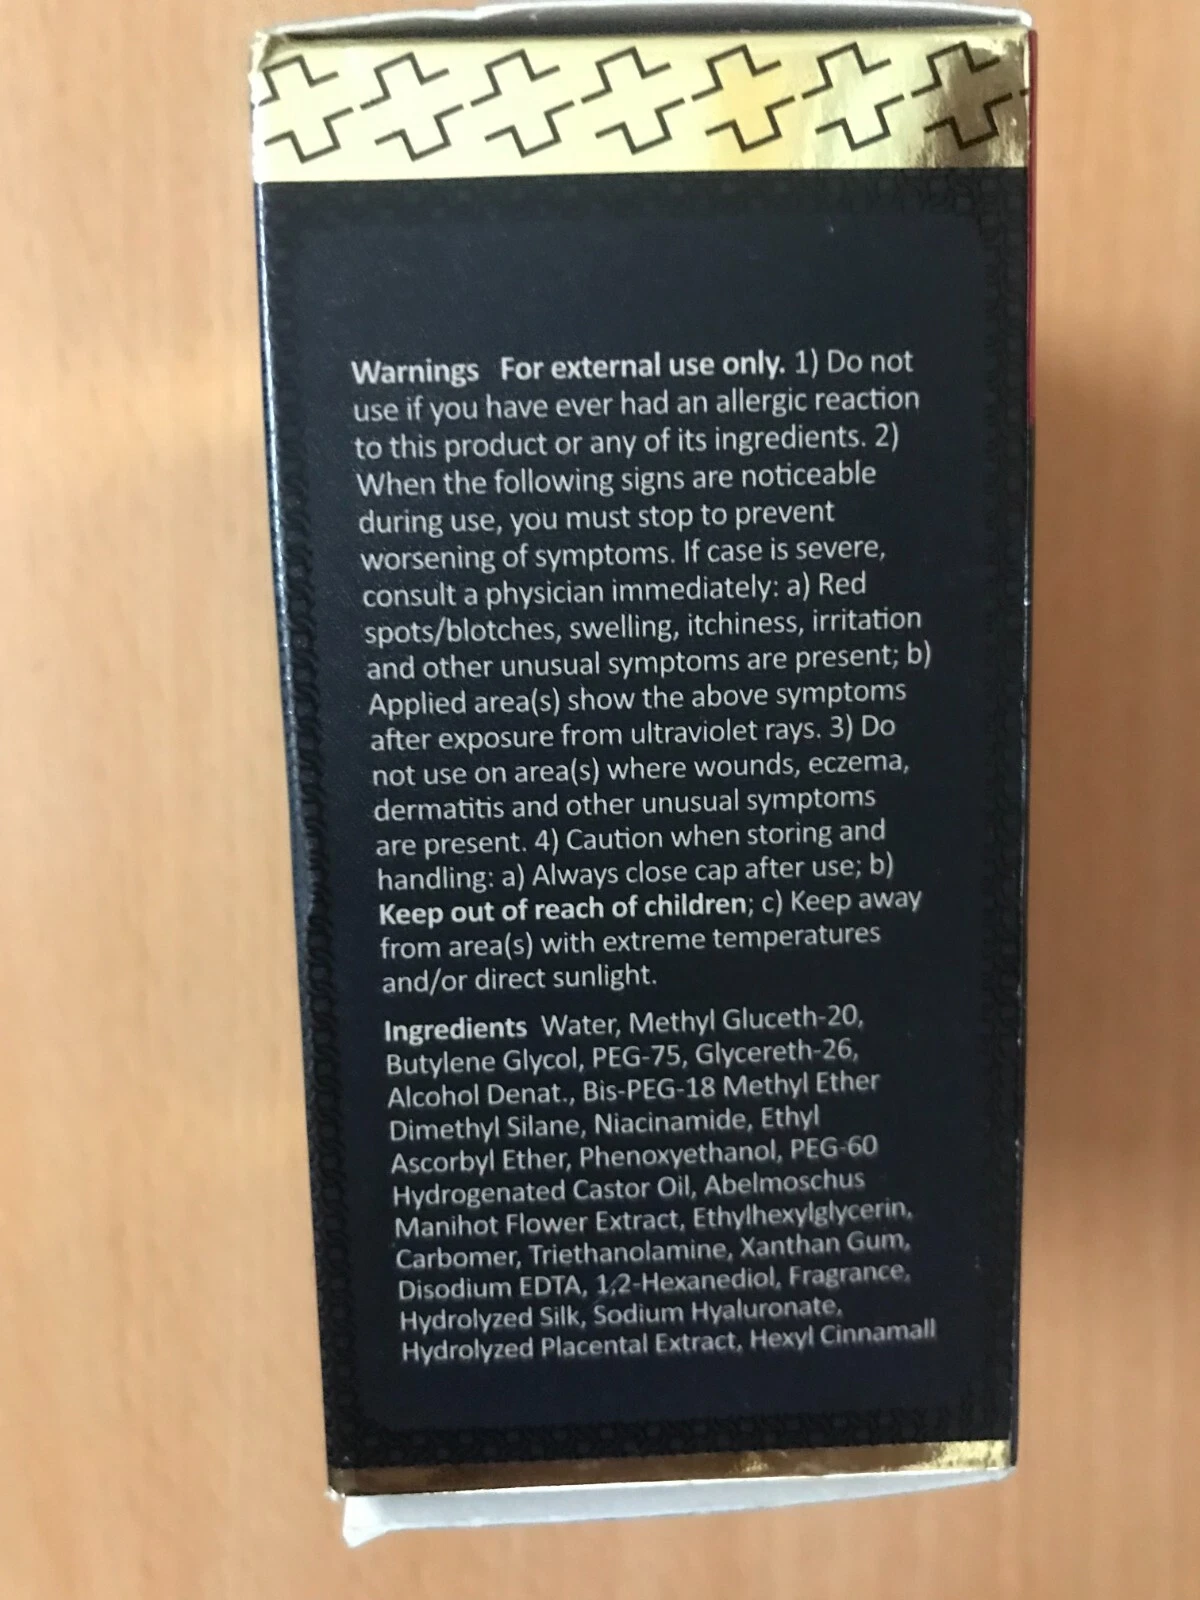 Warnings For external use only. 1) Do not
use if you have ever had an allergic reaction
to this product or any of its ingredients. 2)
When the following signs are noticeable
during use, you must stop to prevent
worsening of symptoms. If case is severe,
consult a physician immediately: a) Red
spots/blotches, swelling, itchiness, irritation
and other unusual symptoms are present; b)
Applied area(s) show the above symptoms
after exposure from ultraviolet rays. 3) Do
not use on area(s) where wounds, eczema,
dermatitis and other unusual symptoms
are present. 4) Caution when storing and
handling: a) Always close cap after use; b)
Keep out of reach of children; c) Keep away
from area(s) with extreme temperatures
and/or direct sunlight.
Ingredients Water, Methyl Gluceth-20,
Butylene Glycol, PEG-75, Glycereth-26,
Alcohol Denat., Bis-PEG-18 Methyl Ether
Dimethyl Silane, Niacinamide, Ethyl
Ascorbyl Ether, Phenoxyethanol, PEG-60
Hydrogenated Castor Oil, Abelmoschus
Manihot Flower Extract, Ethylhexylglycerin,
Carbomer, Triethanolamine, Xanthan Gum,
Disodium EDTA, 1,2-Hexanediol, Fragrance,
Hydrolyzed Silk, Sodium Hyaluronate,
Hydrolyzed Placental Extract, Hexyl Cinnamall